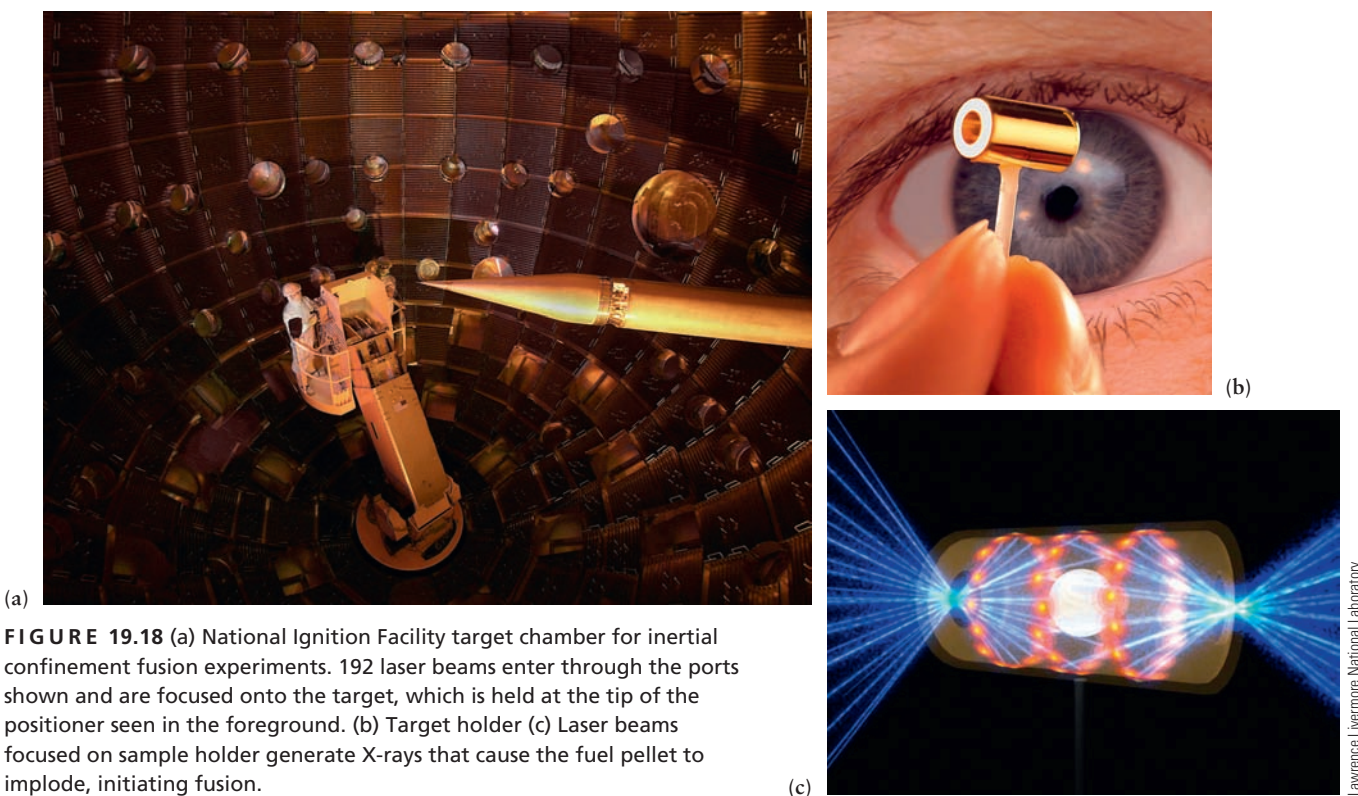 (a)
(b)
FIGURE 19.18 (a) National Ignition Facility target chamber for inertial
confinement fusion experiments. 192 laser beams enter through the ports
shown and are focused onto the target, which is held at the tip of the
positioner seen in the foreground. (b) Target holder (c) Laser beams
focused on sample holder generate X-rays that cause the fuel pellet to
implode, initiating fusion.
(c)
Lawrence Livermore National Laboratory